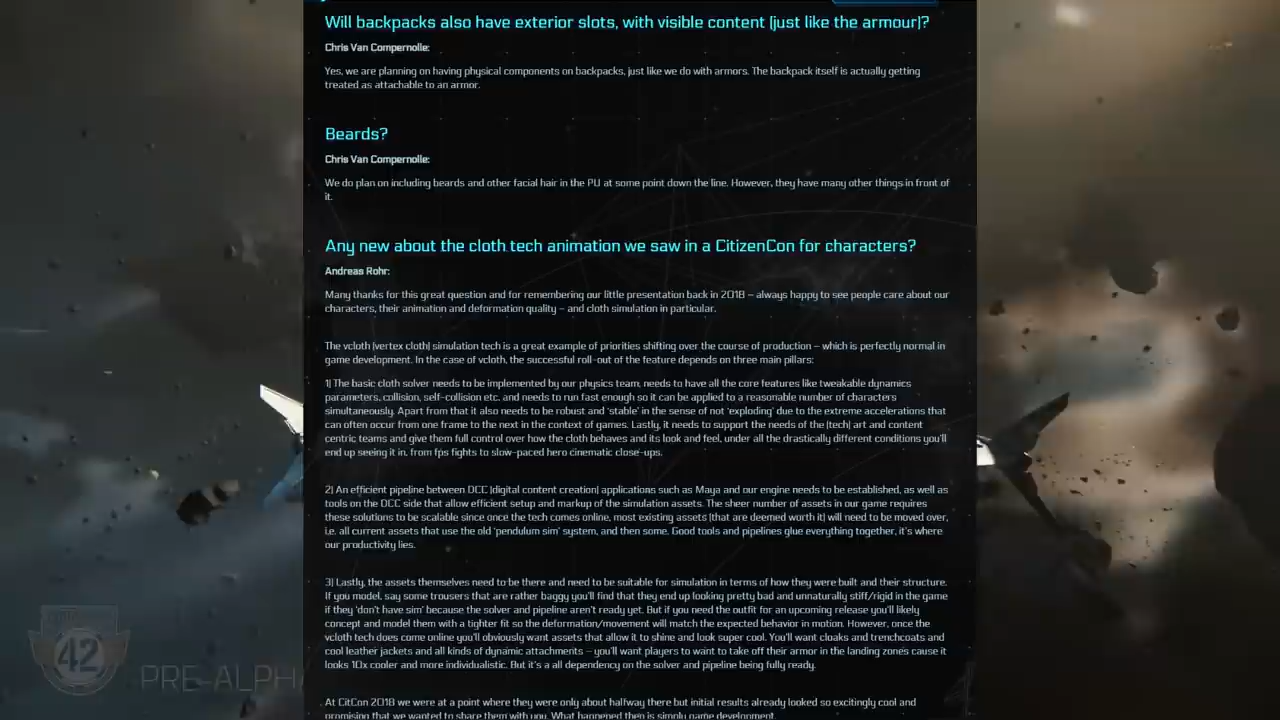 Will backpacks also have exterior slots, with visible content (just like the armour)?
Chris Van Compernolle:
Yes, we are planning on having physical components on backpacks, just like we do with armors. The backpack itself is actually getting
treated as attachable to an armor.
Beards?
Chris Van Compernolle:
We do plan on including beards and other facial hair in the PU at some point down the line. However, they have many other things in front of
it.
Any new about the cloth tech animation we saw in a CitizenCon for characters?
Andreas Rohr:
Many thanks for this great question and for remembering our little presentation back in 2018 – always happy to see people care about our
characters, their animation and deformation quality – and cloth simulation in particular.
The vcloth (vertex cloth) simulation tech is a great example of priorities shifting over the course of production – which is perfectly normal in
game development. In the case of vcloth, the successful roll-out of the feature depends on three main pillars:
1) The basic cloth solver needs to be implemented by our physics team, needs to have all the core features like tweakable dynamics
parameters, collision, self-collision etc. and needs to run fast enough so it can be applied to a reasonable number of characters
simultaneously. Apart from that it also needs to be robust and 'stable' in the sense of not 'exploding' due to the extreme accelerations that
can often occur from one frame to the next in the context of games. Lastly, it needs to support the needs of the (tech) art and content
centric teams and give them full control over how the cloth behaves and its look and feel, under all the drastically different conditions you'll
end up seeing it in, from fps fights to slow-paced hero cinematic close-ups.
2) An efficient pipeline between DCC (digital content creation) applications such as Maya and our engine needs to be established, as well as
tools on the DCC side that allow efficient setup and markup of the simulation assets. The sheer number of assets in our game requires
these solutions to be scalable since once the tech comes online, most existing assets (that are deemed worth it) will need to be moved over,
i.e. all current assets that use the old 'pendulum sim' system, and then some. Good tools and pipelines glue everything together, it's where
our productivity lies.
3) Lastly, the assets themselves need to be there and need to be suitable for simulation in terms of how they were built and their structure.
If you model, say some trousers that are rather baggy you'll find that they end up looking pretty bad and unnaturally stiff/rigid in the game
if they 'don't have sim' because the solver and pipeline aren't ready yet. But if you need the outfit for an upcoming release you'll likely
concept and model them with a tighter fit so the deformation/movement will match the expected behavior in motion. However, once the
vcloth tech does come online you'll obviously want assets that allow it to shine and look super cool. You'll want cloaks and trenchcoats and
cool leather jackets and all kinds of dynamic attachments – you'll want players to want to take off their armor in the landing zones cause it
looks 10x cooler and more individualistic. But it's a all dependency on the solver and pipeline being fully ready.
At CitCon 2018 we were at a point where they were only about halfway there but initial results already looked so excitingly cool and
promising that we wanted to share them with you. What happened then is simply game development.
42
PRE-ALPHA